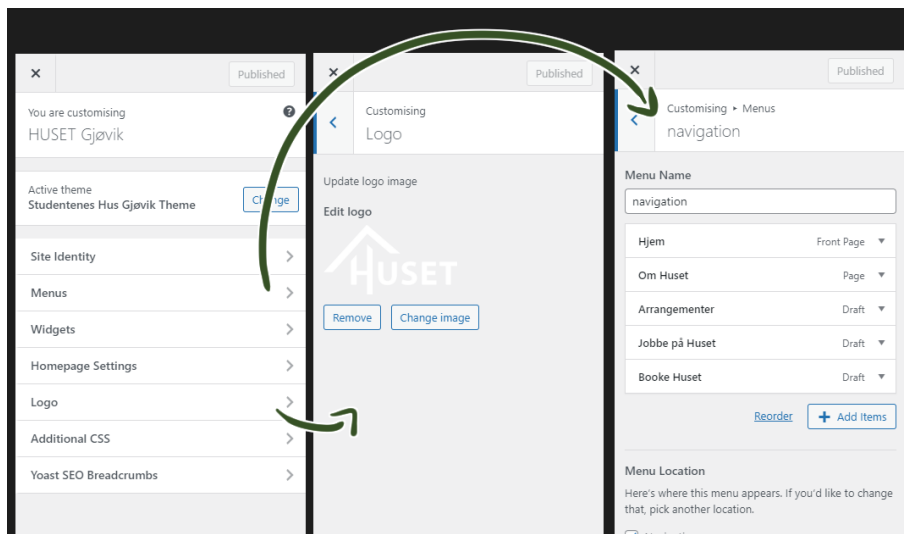 Published
You are customising
HUSET Gjøvik
Active theme
Studentenes Hus Gjøvik Theme
Change
Site Identity
Menus
Widgets
Homepage Settings
Logo
Additional CSS
Yoast SEO Breadcrumbs
Published
Customising
Logo
Update logo image
Edit logo
HUSET
Remove
Change image
Published
Customising ▸ Menus
navigation
Menu Name
navigation
Hjem Front Page
Om Huset Page
Arrangementer Draft
Jobbe på Huset Draft
Booke Huset Draft
Reorder
+ Add Items
Menu Location
Here's where this menu appears. If you'd like to change
that, pick another location.